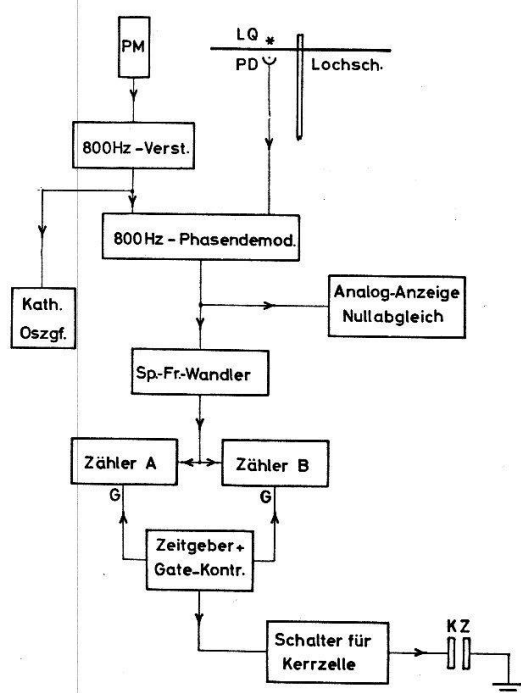 PM
LQ *
PD
Lochsch.
800Hz-Verst.
800Hz-Phasendemod.
Kath.
Oszgf.
Analog-Anzeige
Nullabgleich
Sp.-Fr.-Wandler
Zähler A
Zähler B
G
G
Zeitgeber+
Gate-Kontr.
Schalter für
Kerrzelle
KZ